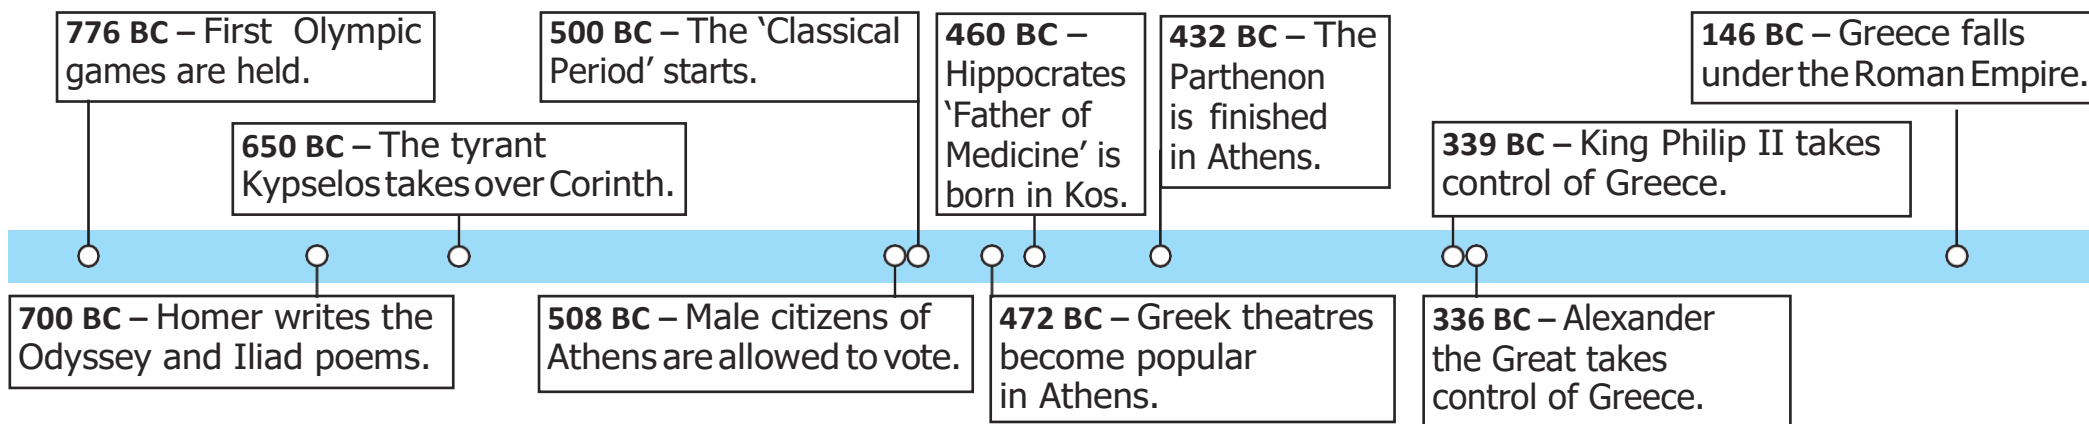 776 BC – First Olympic
games are held.
500 BC – The ‘Classical
Period’ starts.
460 BC –
Hippocrates
‘Father of
Medicine’ is
born in Kos.
432 BC – The
Parthenon
is finished
in Athens.
146 BC – Greece falls
under the Roman Empire.
650 BC – The tyrant
Kypselos takes over Corinth.
339 BC – King Philip II takes
control of Greece.
700 BC – Homer writes the
Odyssey and Iliad poems.
508 BC – Male citizens of
Athens are allowed to vote.
472 BC – Greek theatres
become popular
in Athens.
336 BC – Alexander
the Great takes
control of Greece.